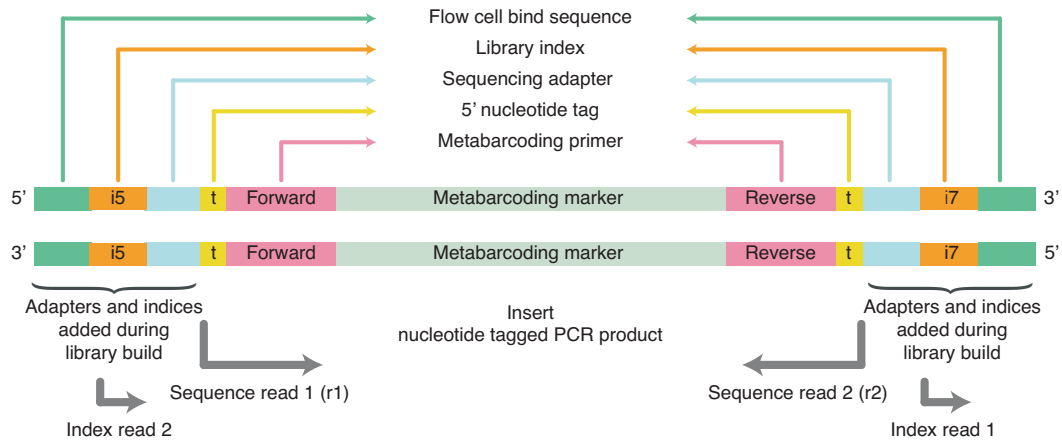 Flow cell bind sequence
Library index
Sequencing adapter
5’ nucleotide tag
Metabarcoding primer
5’ i5 t Forward Metabarcoding marker Reverse t i7 3’
3’ i5 t Forward Metabarcoding marker Reverse t i7 5’
Adapters and indices
added during
library build
Insert
nucleotide tagged PCR product
Adapters and indices
added during
library build
Sequence read 1 (r1)
Sequence read 2 (r2)
Index read 2
Index read 1